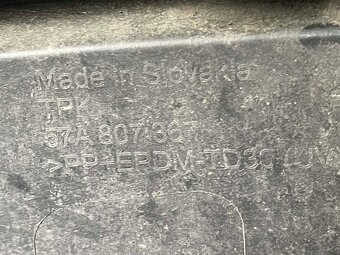 Made in Slovakia
TPK
57A 807 367
>PP+EPDM-TD30